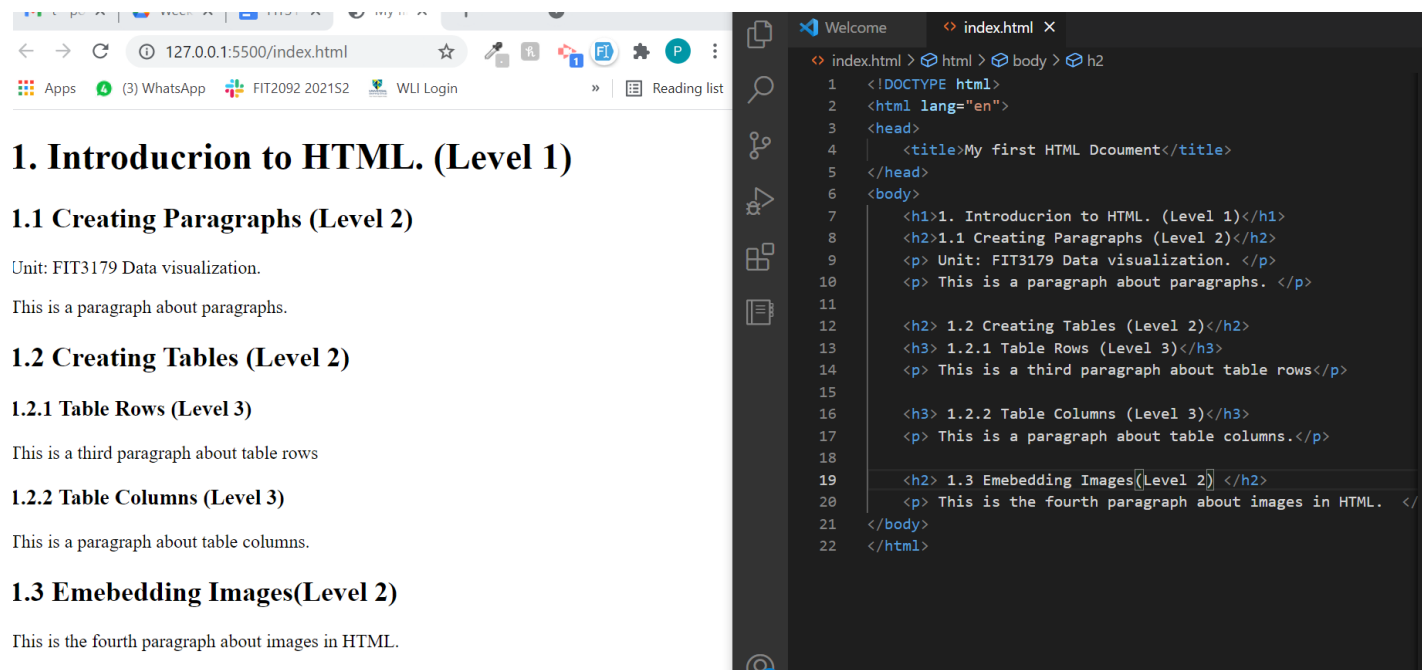 127.0.0.1:5500/index.html
P
1
Apps
4
(3) WhatsApp
FIT2092 2021S2
WLI Login
»
Reading list
1. Introducrion to HTML. (Level 1)
1.1 Creating Paragraphs (Level 2)
Unit: FIT3179 Data visualization.
This is a paragraph about paragraphs.
1.2 Creating Tables (Level 2)
1.2.1 Table Rows (Level 3)
This is a third paragraph about table rows
1.2.2 Table Columns (Level 3)
This is a paragraph about table columns.
1.3 Emebedding Images(Level 2)
This is the fourth paragraph about images in HTML.
Welcome
<> index.html ×
<> index.html > html > body > h2
1 <!DOCTYPE html>
2 <html lang="en">
3 <head>
4 <title>My first HTML Dcoument</title>
5 </head>
6 <body>
7 <h1>1. Introducrion to HTML. (Level 1)</h1>
8 <h2>1.1 Creating Paragraphs (Level 2)</h2>
9 <p> Unit: FIT3179 Data visualization. </p>
10 <p> This is a paragraph about paragraphs. </p>
11
12 <h2> 1.2 Creating Tables (Level 2)</h2>
13 <h3> 1.2.1 Table Rows (Level 3)</h3>
14 <p> This is a third paragraph about table rows</p>
15
16 <h3> 1.2.2 Table Columns (Level 3)</h3>
17 <p> This is a paragraph about table columns.</p>
18
19 <h2> 1.3 Emebedding Images(Level 2) </h2>
20 <p> This is the fourth paragraph about images in HTML. </
21 </body>
22 </html>